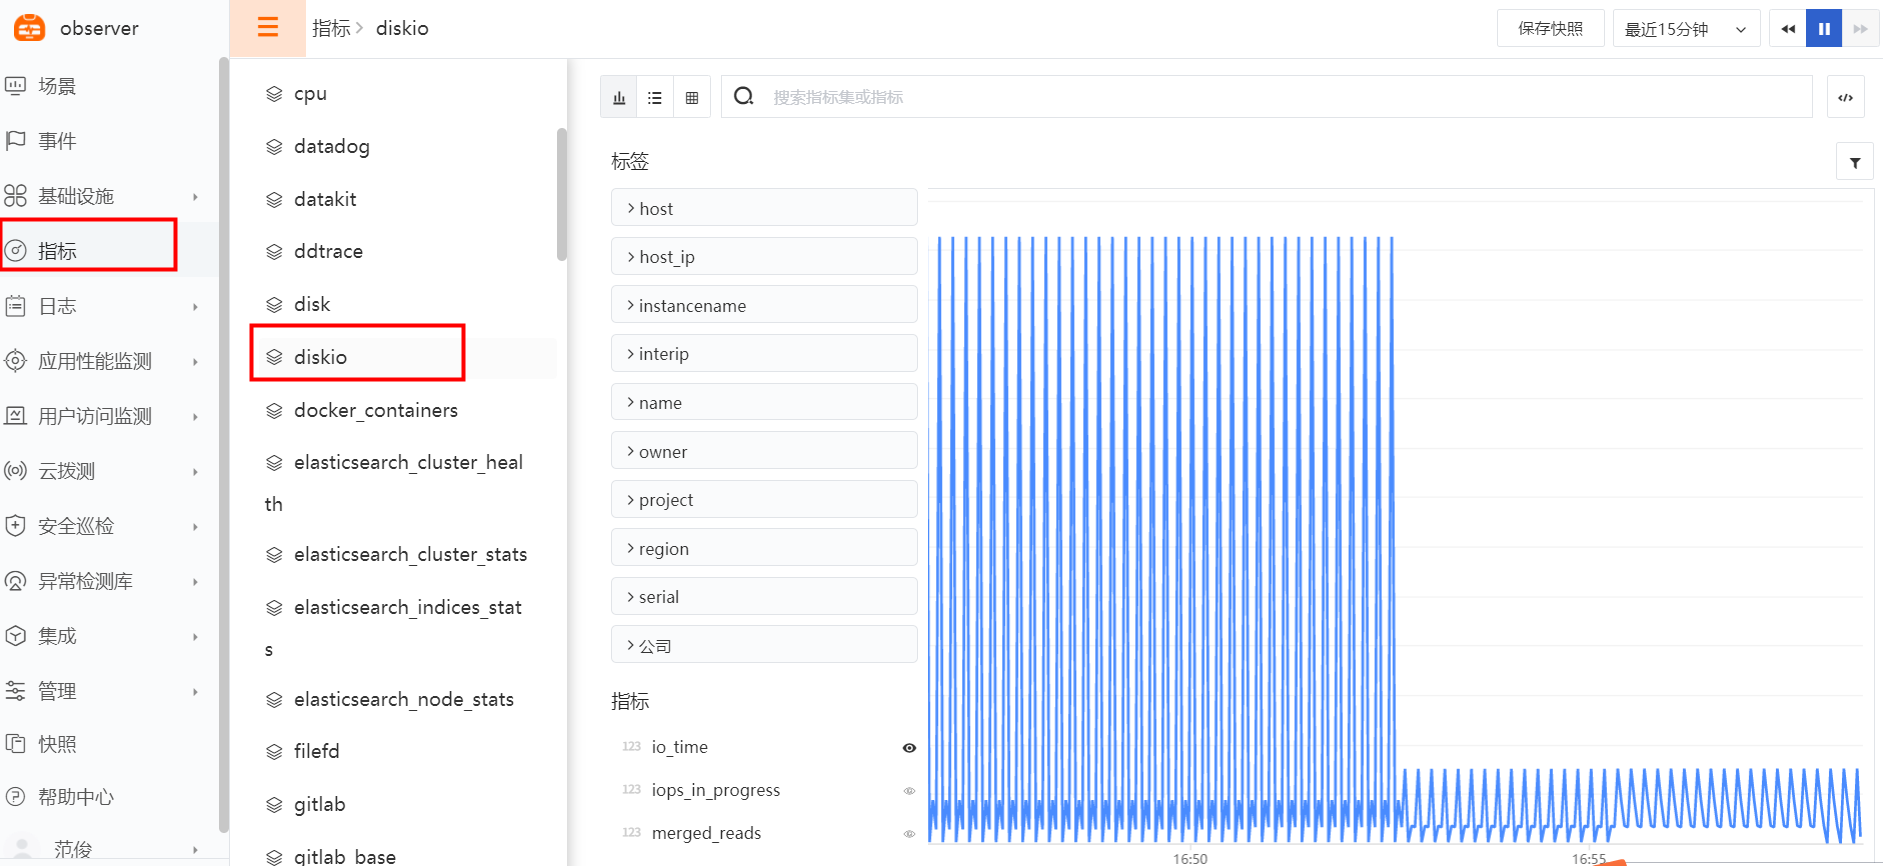 observer
指标
diskio
保存快照
最近15分钟
场景
事件
基础设施
指标
日志
应用性能监测
用户访问监测
云拨测
安全巡检
异常检测库
集成
管理
快照
帮助中心
范俊
cpu
datadog
datakit
ddtrace
disk
diskio
docker_containers
elasticsearch_cluster_heal
th
elasticsearch_cluster_stats
elasticsearch_indices_stat
s
elasticsearch_node_stats
filefd
gitlab
gitlab_base
搜索指标集或指标
</>
标签
host
host_ip
instancename
interip
name
owner
project
region
serial
公司
指标
123 io_time
123 iops_in_progress
123 merged_reads
16:50
16:55